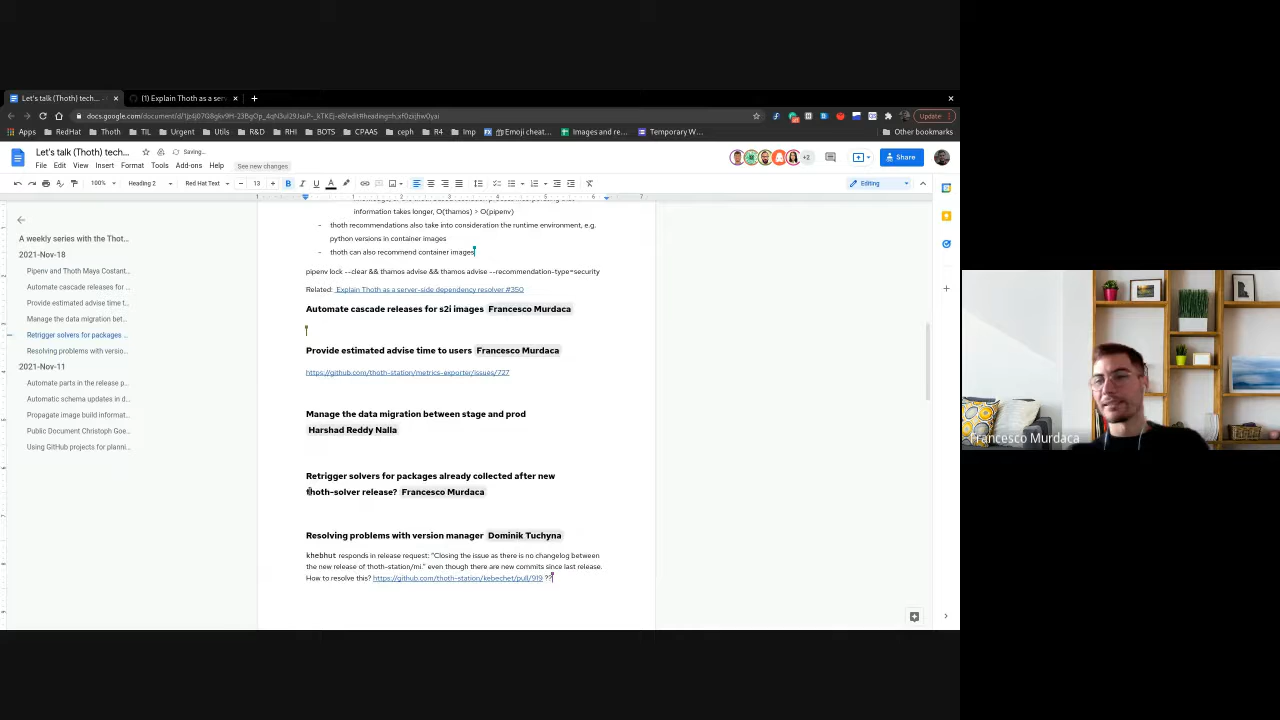 Let's talk (Thoth) tech...
(1) Explain Thoth as a serv
Update
Apps
RedHat
Thoth
TIL
Urgent
Utils
R&D
RHI
BOTS
CPAAS
ceph
R4
Imp
Emoji cheat...
Images and re...
Temporary W...
Other bookmarks
Let's talk (Thoth) tech...
Saving...
File Edit View Insert Format Tools Add-ons Help
See new changes
+2
Share
100%
Heading 2
Red Hat Text
13
Editing
A weekly series with the Thot...
2021-Nov-18
Pipenv and Thoth Maya Costant...
Automate cascade releases for ...
Provide estimated advise time t...
Manage the data migration bet...
Retrigger solvers for packages ...
Resolving problems with versio...
2021-Nov-11
Automate parts in the release p...
Automatic schema updates in d...
Propagate image build informat...
Public Document Christoph Goe...
Using GitHub projects for planni...
information takes longer, O(thamos) > O(pipenv)
- thoth recommendations also take into consideration the runtime environment, e.g.
python versions in container images
- thoth can also recommend container images
pipenv lock --clear && thamos advise && thamos advise --recommendation-type=security
Related: Explain Thoth as a server-side dependency resolver #350
Automate cascade releases for s2i images Francesco Murdaca
Provide estimated advise time to users Francesco Murdaca
https://github.com/thoth-station/metrics-exporter/issues/727
Manage the data migration between stage and prod
Harshad Reddy Nalla
Retrigger solvers for packages already collected after new
thoth-solver release? Francesco Murdaca
Resolving problems with version manager Dominik Tuchyna
khebhut responds in release request: "Closing the issue as there is no changelog between
the new release of thoth-station/mi." even though there are new commits since last release.
How to resolve this? https://github.com/thoth-station/kebechet/pull/919 ??
Francesco Murdaca